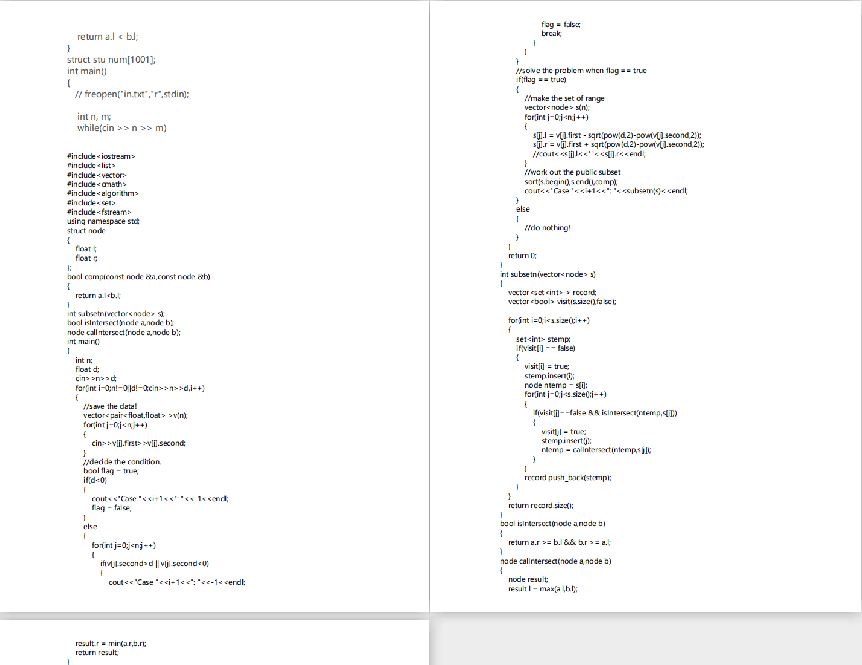 return a.l < b.l;
}
struct stu num[1001];
int main()
{
// freopen("in.txt","r",stdin);
int n, m;
while(cin >> n >> m)
#include<iostream>
#include<list>
#include<vector>
#include<cmath>
#include<algorithm>
#include<set>
#include<fstream>
using namespace std;
struct node
{
float l;
float r;
};
bool comp(const node &a,const node &b)
{
return a.l<b.l;
}
int subsetn(vector<node> s);
bool isIntersect(node a,node b);
node calIntersect(node a,node b);
int main()
{
int n;
float d;
cin>>n>>d;
for(int i=0;n!=0||d!=0;cin>>n>>d,i++)
{
//save the data!
vector<pair<float,float> >v(n);
for(int j=0;j<n;j++)
{
cin>>v[j].first>>v[j].second;
}
//decide the condition.
bool flag = true;
if(d<0)
{
cout<<"Case "<<i+1<<": "<<-1<<endl;
flag = false;
}
else
{
for(int j=0;j<n;j++)
{
if(v[j].second>d ||v[j].second<0)
{
cout<<"Case "<<i+1<<": "<<-1<<endl;
flag = false;
break;
}
}
}
//solve the problem when flag == true
if(flag == true)
{
//make the set of range
vector<node> s(n);
for(int j=0;j<n;j++)
{
s[j].l = v[j].first - sqrt(pow(d,2)-pow(v[j].second,2));
s[j].r = v[j].first + sqrt(pow(d,2)-pow(v[j].second,2));
//cout<<s[j].l<<" "<<s[j].r<<endl;
}
//work out the public subset
sort(s.begin(),s.end(),comp);
cout<<"Case "<<i+1<<": "<<subsetn(s)<<endl;
}
else
{
//do nothing!
}
}
return 0;
}
int subsetn(vector<node> s)
{
vector<set<int> > record;
vector<bool> visit(s.size(),false);
for(int i=0;i<s.size();i++)
{
set<int> stemp;
if(visit[i] == false)
{
visit[i] = true;
stemp.insert(i);
node ntemp = s[i];
for(int j=0;j<s.size();j++)
{
if(visit[j]==false && isIntersect(ntemp,s[j]))
{
visit[j] = true;
stemp.insert(j);
ntemp = calIntersect(ntemp,s[j]);
}
}
record.push_back(stemp);
}
}
return record.size();
}
bool isIntersect(node a,node b)
{
return a.r >= b.l && b.r >= a.l;
}
node calIntersect(node a,node b)
{
node result;
result.l = max(a.l,b.l);
result.r = min(a.r,b.r);
return result;
}